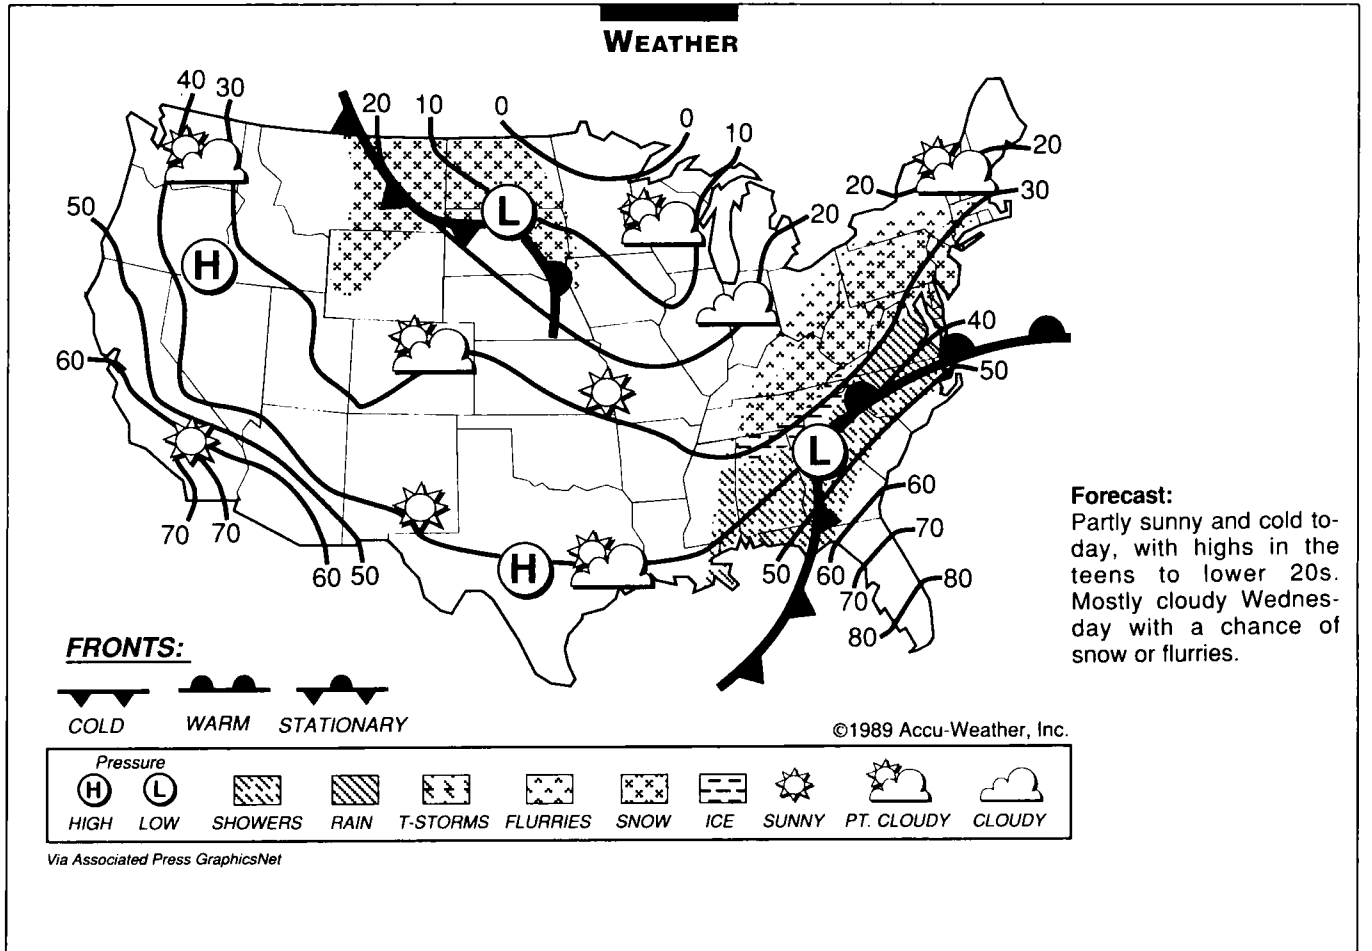 WEATHER
40
30
20
10
0
0
10
20
20
20
30
50
H
L
40
50
60
60
70
70
60
50
H
L
50
60
70
80
60
70
80
Forecast:
Partly sunny and cold to-
day, with highs in the
teens to lower 20s.
Mostly cloudy Wednes-
day with a chance of
snow or flurries.
FRONTS:
COLD
WARM
STATIONARY
©1989 Accu-Weather, Inc.
Pressure
H
L
HIGH
LOW
SHOWERS
RAIN
T-STORMS
FLURRIES
SNOW
ICE
SUNNY
PT. CLOUDY
CLOUDY
Via Associated Press GraphicsNet